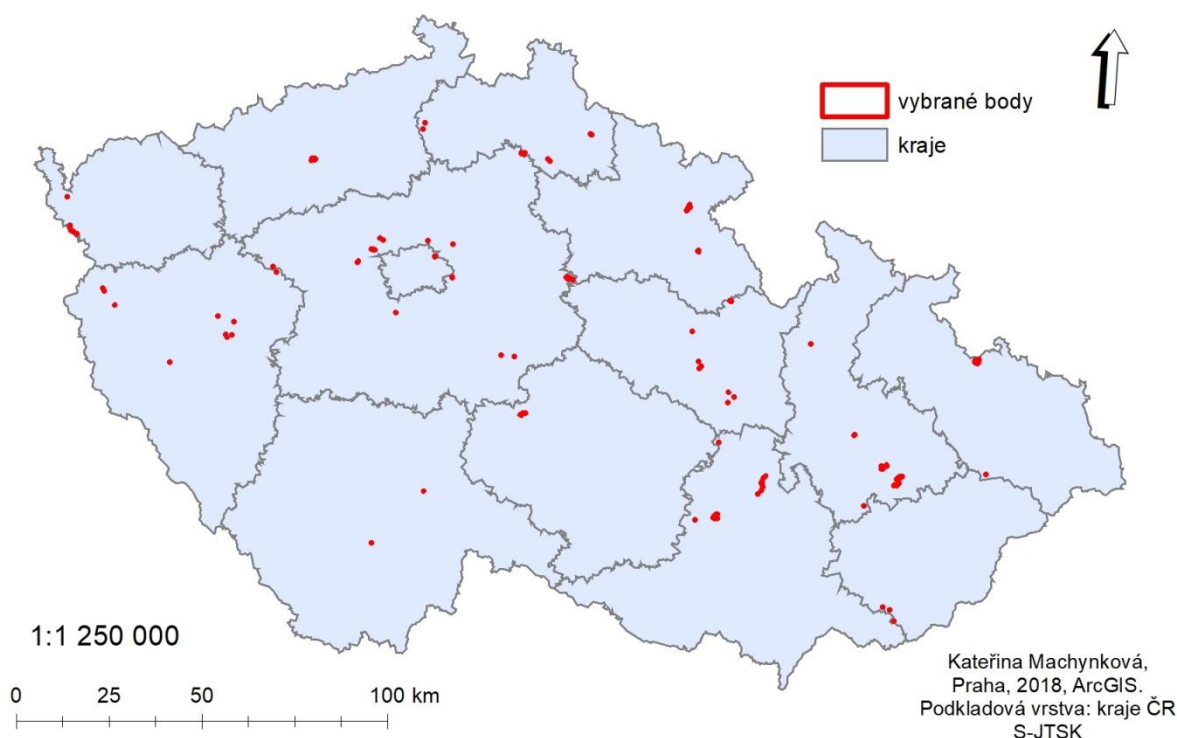 vybrané body
kraje
1:1 250 000
0 25 50 100 km
Kateřina Machynková,
Praha, 2018, ArcGIS.
Podkladová vrstva: kraje ČR
S-JTSK